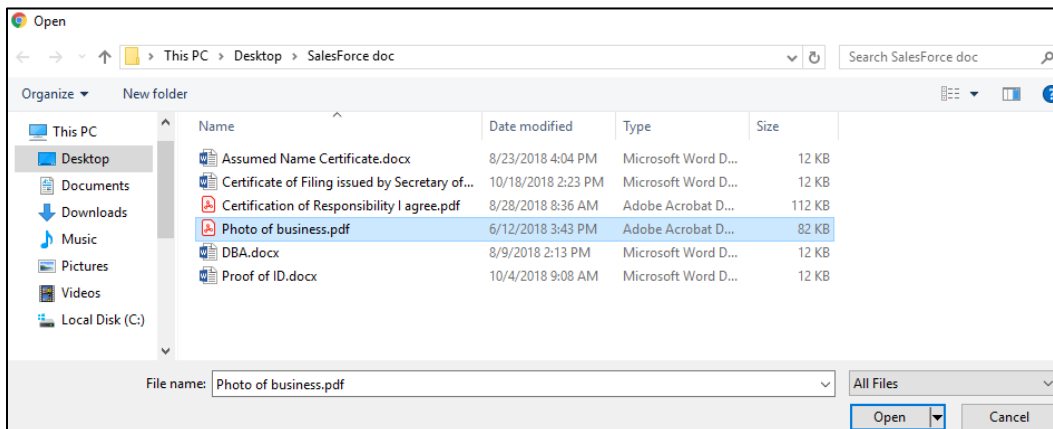 Open
This PC > Desktop > SalesForce doc Search SalesForce doc
Organize New folder
This PC
Desktop
Documents
Downloads
Music
Pictures
Videos
Local Disk (C:)
Name Date modified Type Size
Assumed Name Certificate.docx 8/23/2018 4:04 PM Microsoft Word D... 12 KB
Certificate of Filing issued by Secretary of... 10/18/2018 2:23 PM Microsoft Word D... 12 KB
Certification of Responsibility I agree.pdf 8/28/2018 8:36 AM Adobe Acrobat D... 112 KB
Photo of business.pdf 6/12/2018 3:43 PM Adobe Acrobat D... 82 KB
DBA.docx 8/9/2018 2:13 PM Microsoft Word D... 12 KB
Proof of ID.docx 10/4/2018 9:08 AM Microsoft Word D... 12 KB
File name: Photo of business.pdf All Files
Open Cancel